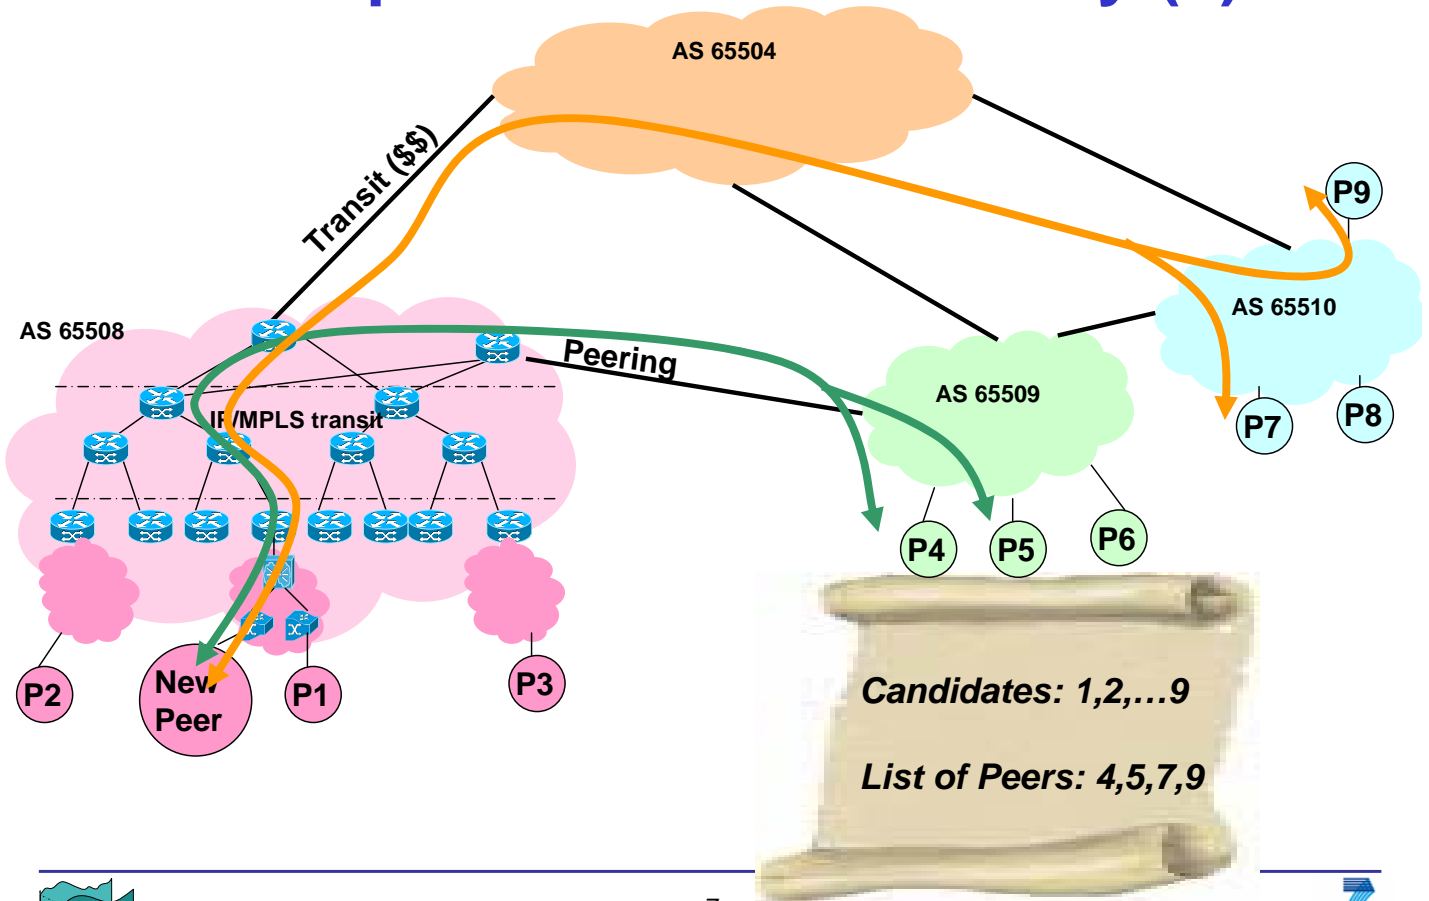 AS 65504
Transit ($$)
P9
AS 65508
AS 65510
Peering
AS 65509
IP/MPLS transit
P7
P8
P4
P5
P6
P2
New
Peer
P1
P3
Candidates: 1,2,…9
List of Peers: 4,5,7,9